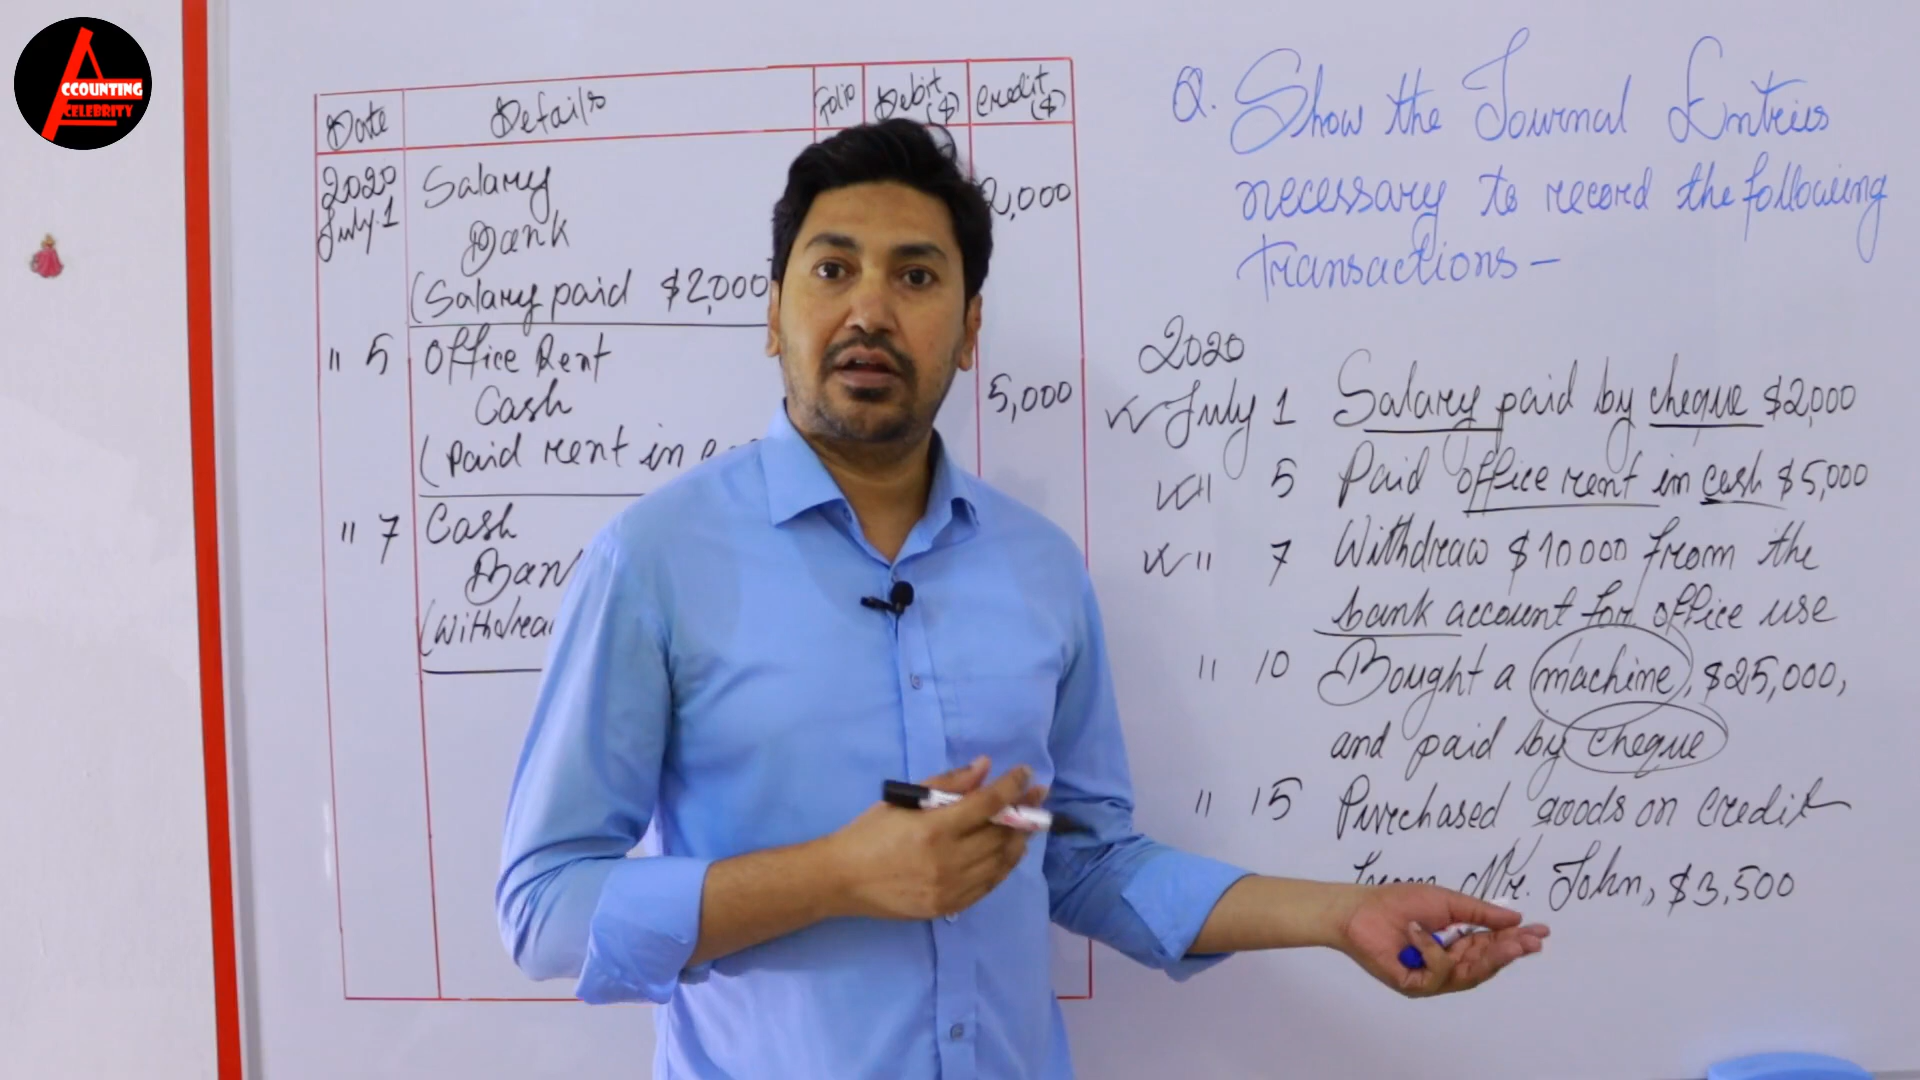 ACCOUNTING
CELEBRITY
Date Details Folio Debit ($) Credit ($)
2020
July 1 Salary 2,000
Bank
(Salary paid $2,000
" 5 Office Rent
Cash 5,000
(Paid rent in
" 7 Cash
Bank
(Withdraw
Q. Show the Journal Entries
necessary to record the following
transactions –
2020
July 1 Salary paid by cheque $2,000
" 5 Paid office rent in cash $5,000
" 7 Withdraw $10000 from the
bank account for office use
" 10 Bought a machine, $25,000,
and paid by cheque
" 15 Purchased goods on credit
from Mr. John, $3,500